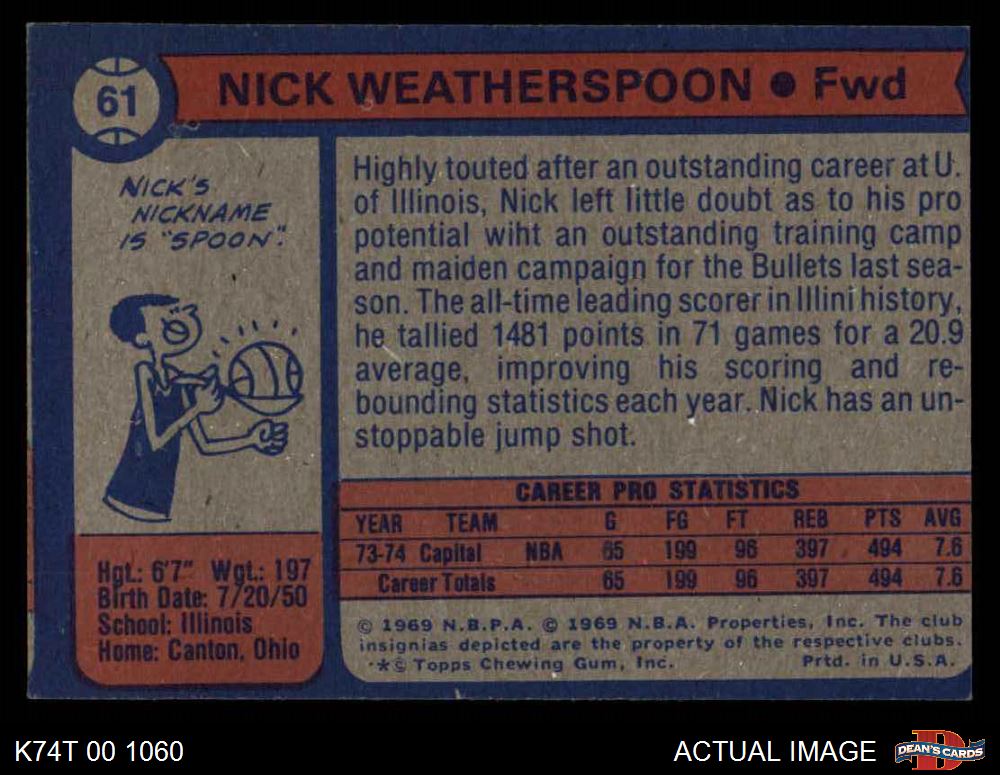 61
NICK WEATHERSPOON ● Fwd
NICK'S
NICKNAME
IS "SPOON".
Highly touted after an outstanding career at U.
of Illinois, Nick left little doubt as to his pro
potential wiht an outstanding training camp
and maiden campaign for the Bullets last sea-
son. The all-time leading scorer in Illini history,
he tallied 1481 points in 71 games for a 20.9
average, improving his scoring and re-
bounding statistics each year. Nick has an un-
stoppable jump shot.
CAREER PRO STATISTICS
YEAR TEAM G FG FT REB PTS AVG
73-74 Capital NBA 65 199 96 397 494 7.6
Career Totals 65 199 96 397 494 7.6
Hgt.: 6'7" Wgt.: 197
Birth Date: 7/20/50
School: Illinois
Home: Canton, Ohio
© 1969 N.B.P.A. © 1969 N.B.A. Properties, Inc. The club
insignias depicted are the property of the respective clubs.
*© Topps Chewing Gum, Inc. Prtd. in U.S.A.
K74T 00 1060
ACTUAL IMAGE
DEAN'S CARDS